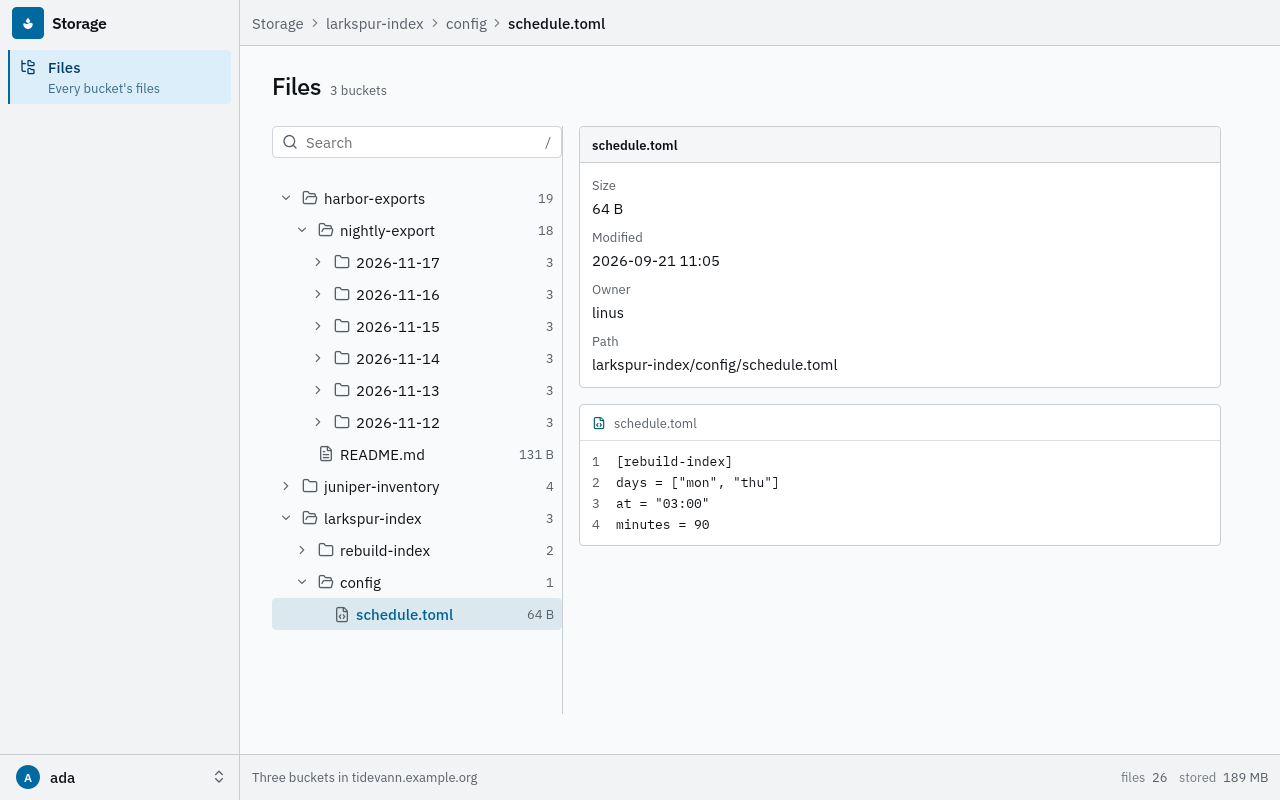 Storage
Files
Every bucket's files
A ada
Storage > larkspur-index > config > schedule.toml
Files 3 buckets
Search /
harbor-exports 19
nightly-export 18
2026-11-17 3
2026-11-16 3
2026-11-15 3
2026-11-14 3
2026-11-13 3
2026-11-12 3
README.md 131 B
juniper-inventory 4
larkspur-index 3
rebuild-index 2
config 1
schedule.toml 64 B
schedule.toml
Size
64 B
Modified
2026-09-21 11:05
Owner
linus
Path
larkspur-index/config/schedule.toml
schedule.toml
1 [rebuild-index]
2 days = ["mon", "thu"]
3 at = "03:00"
4 minutes = 90
Three buckets in tidevann.example.org
files 26 stored 189 MB